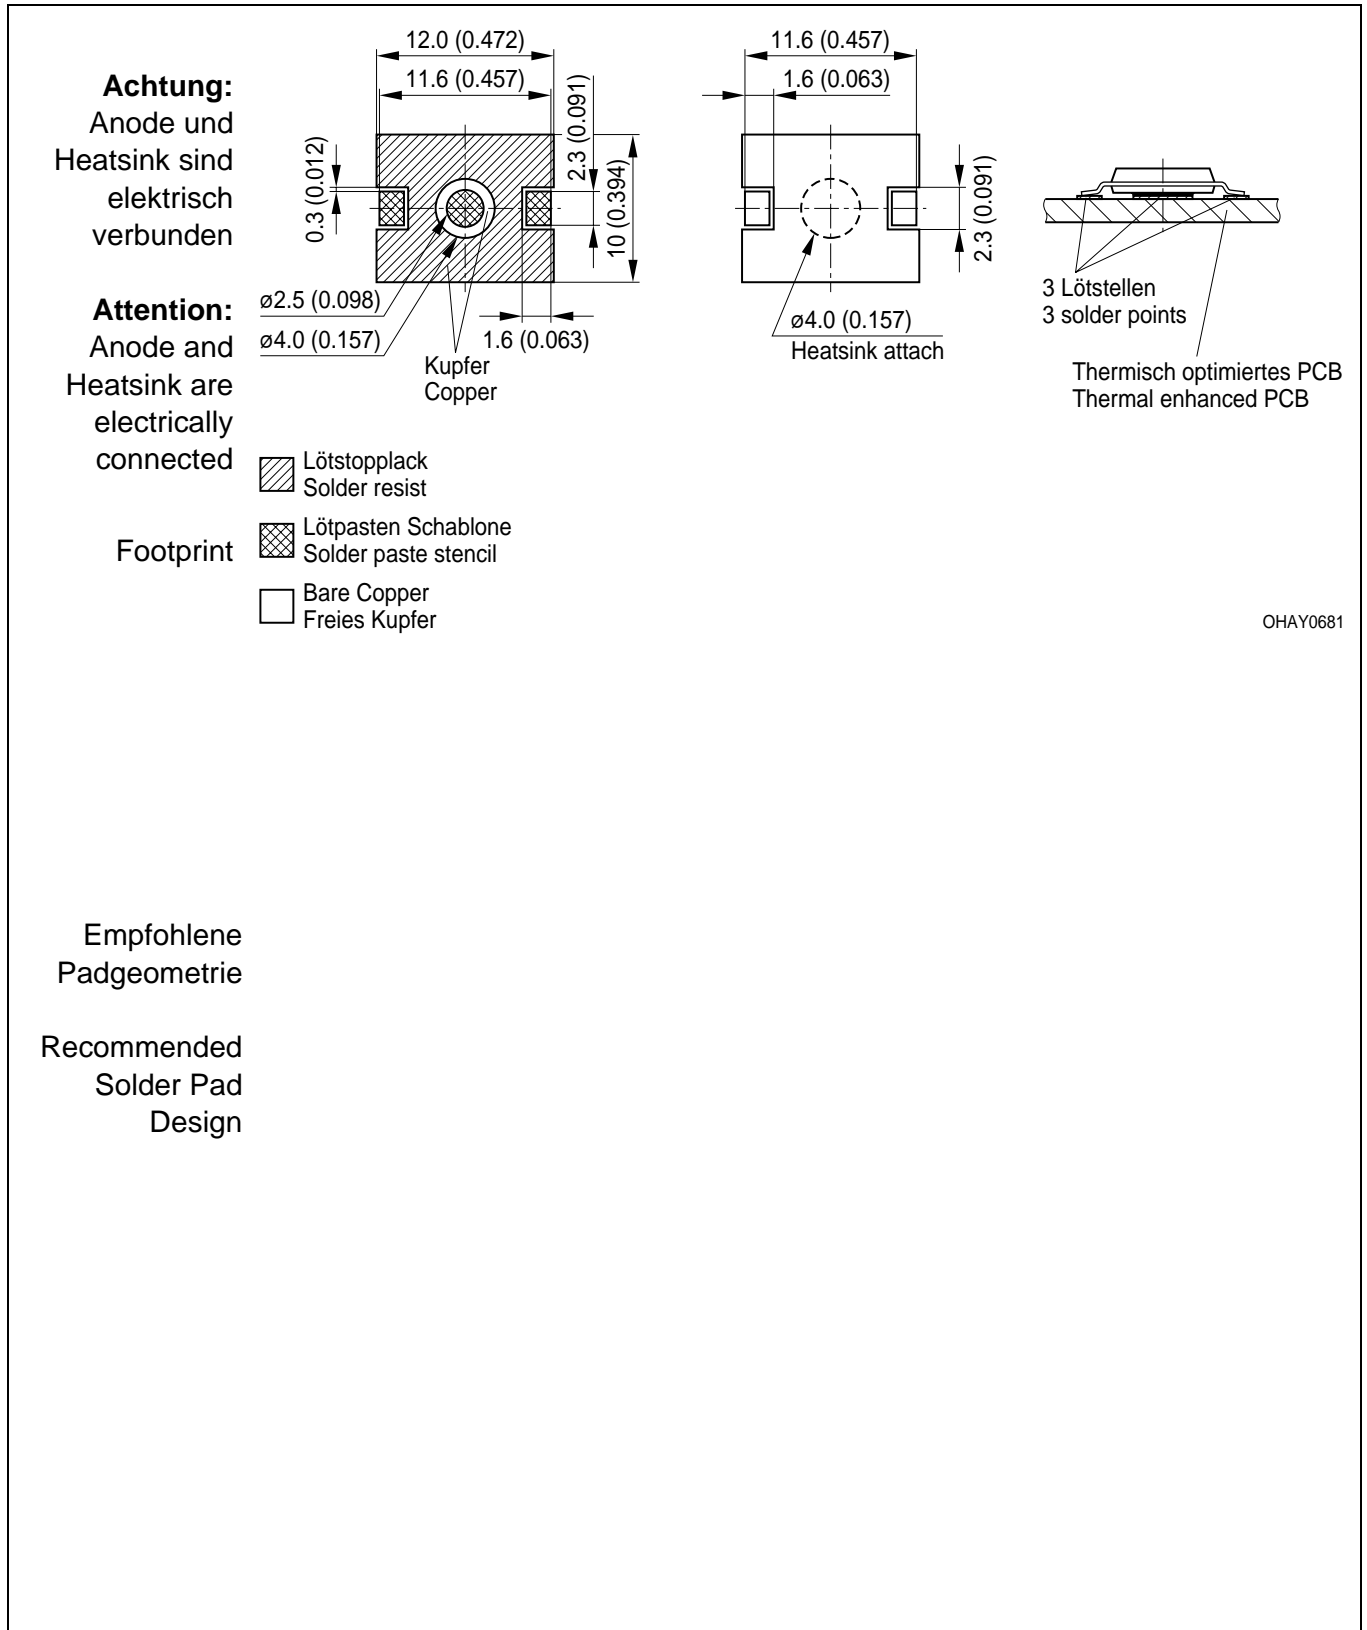 Achtung:
Anode und
Heatsink sind
elektrisch
verbunden
Attention:
Anode and
Heatsink are
electrically
connected
Footprint
12.0 (0.472)
11.6 (0.457)
0.3 (0.012)
2.3 (0.091)
10 (0.394)
ø2.5 (0.098)
ø4.0 (0.157)
1.6 (0.063)
Kupfer
Copper
11.6 (0.457)
1.6 (0.063)
2.3 (0.091)
ø4.0 (0.157)
Heatsink attach
3 Lötstellen
3 solder points
Thermisch optimiertes PCB
Thermal enhanced PCB
Lötstopplack
Solder resist
Lötpasten Schablone
Solder paste stencil
Bare Copper
Freies Kupfer
OHAY0681
Empfohlene
Padgeometrie
Recommended
Solder Pad
Design